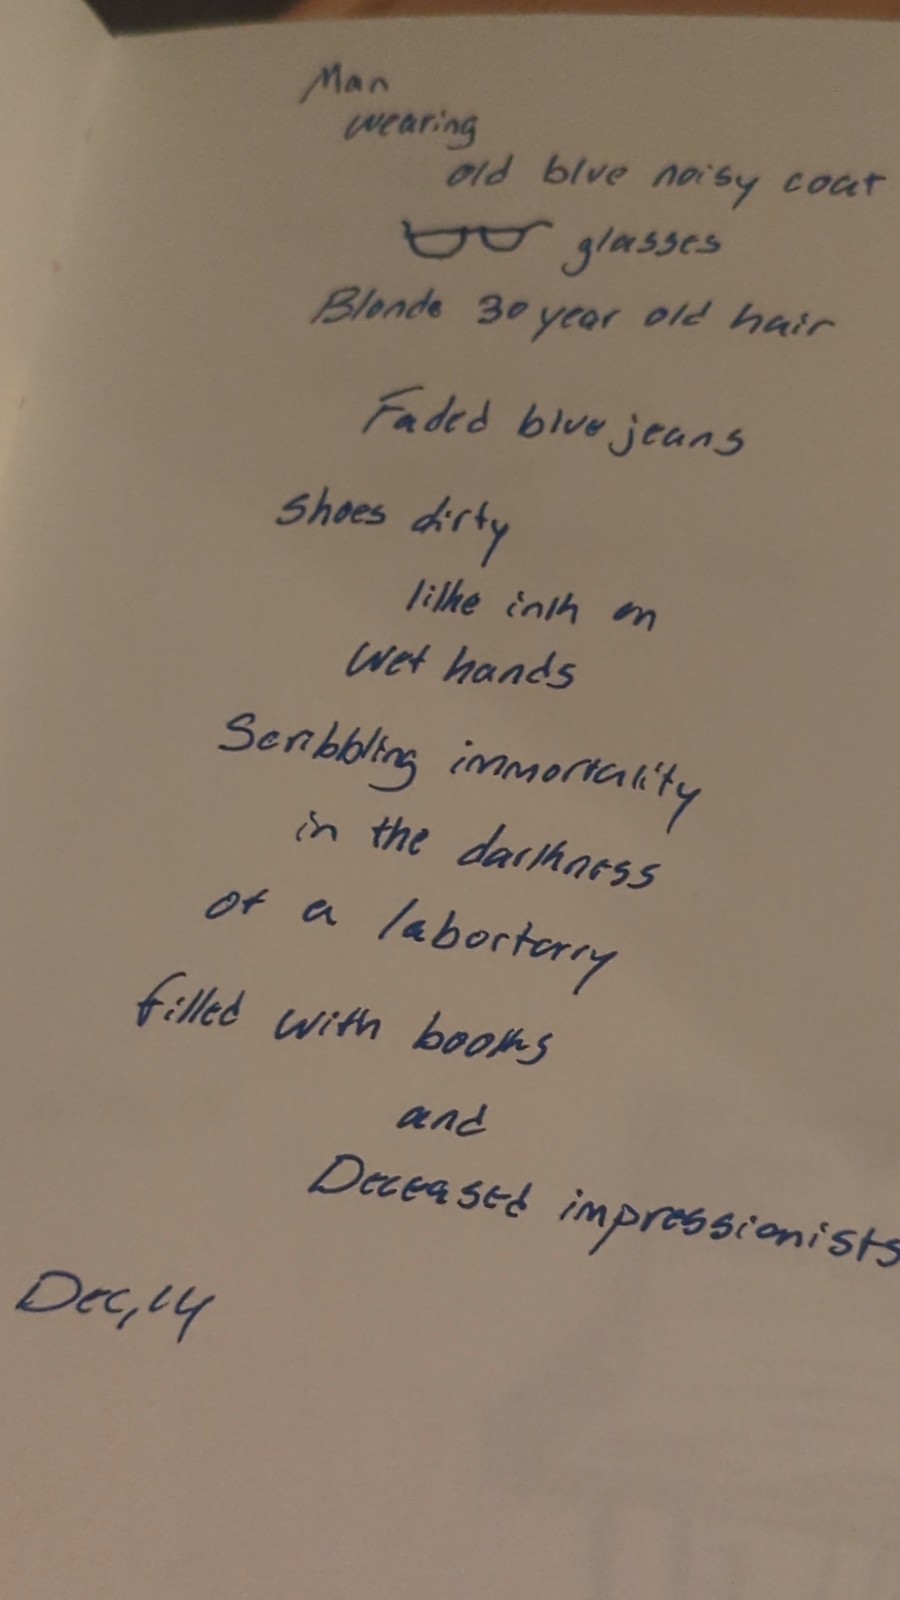 Man
wearing
old blue noisy coat
glasses
Blonde 30 year old hair
Faded blue jeans
Shoes dirty
like ink on
wet hands
Scribbling immortality
in the darkness
of a labortarry
filled with books
and
Deceased impressionists
Dec, 14